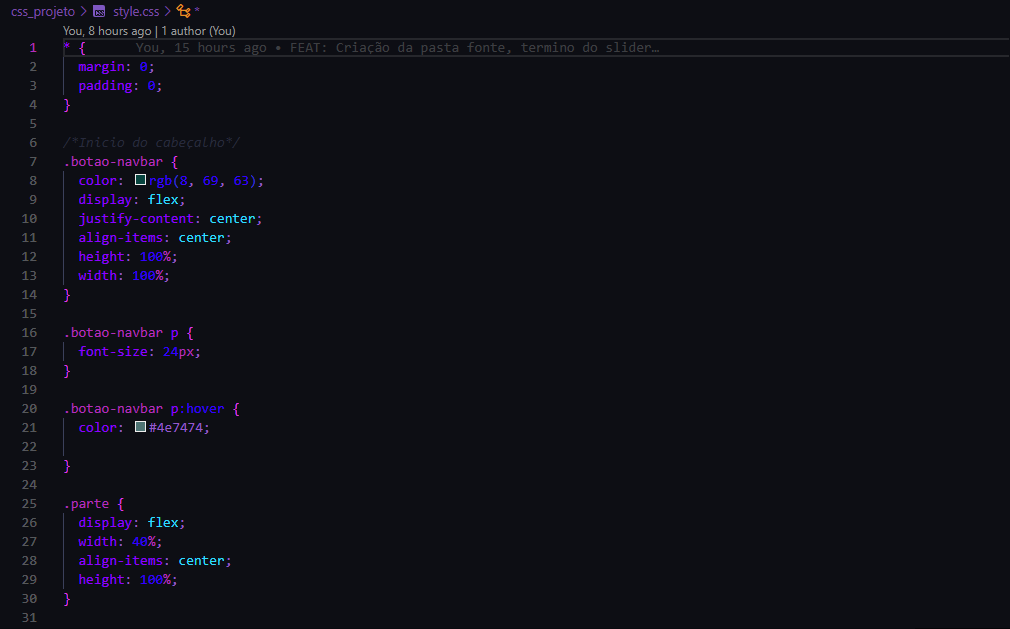 css_projeto > style.css > *
You, 8 hours ago | 1 author (You)
1 * { You, 15 hours ago • FEAT: Criação da pasta fonte, termino do slider…
2 margin: 0;
3 padding: 0;
4 }
5
6 /*Inicio do cabeçalho*/
7 .botao-navbar {
8 color: rgb(8, 69, 63);
9 display: flex;
10 justify-content: center;
11 align-items: center;
12 height: 100%;
13 width: 100%;
14 }
15
16 .botao-navbar p {
17 font-size: 24px;
18 }
19
20 .botao-navbar p:hover {
21 color: #4e7474;
22
23 }
24
25 .parte {
26 display: flex;
27 width: 40%;
28 align-items: center;
29 height: 100%;
30 }
31